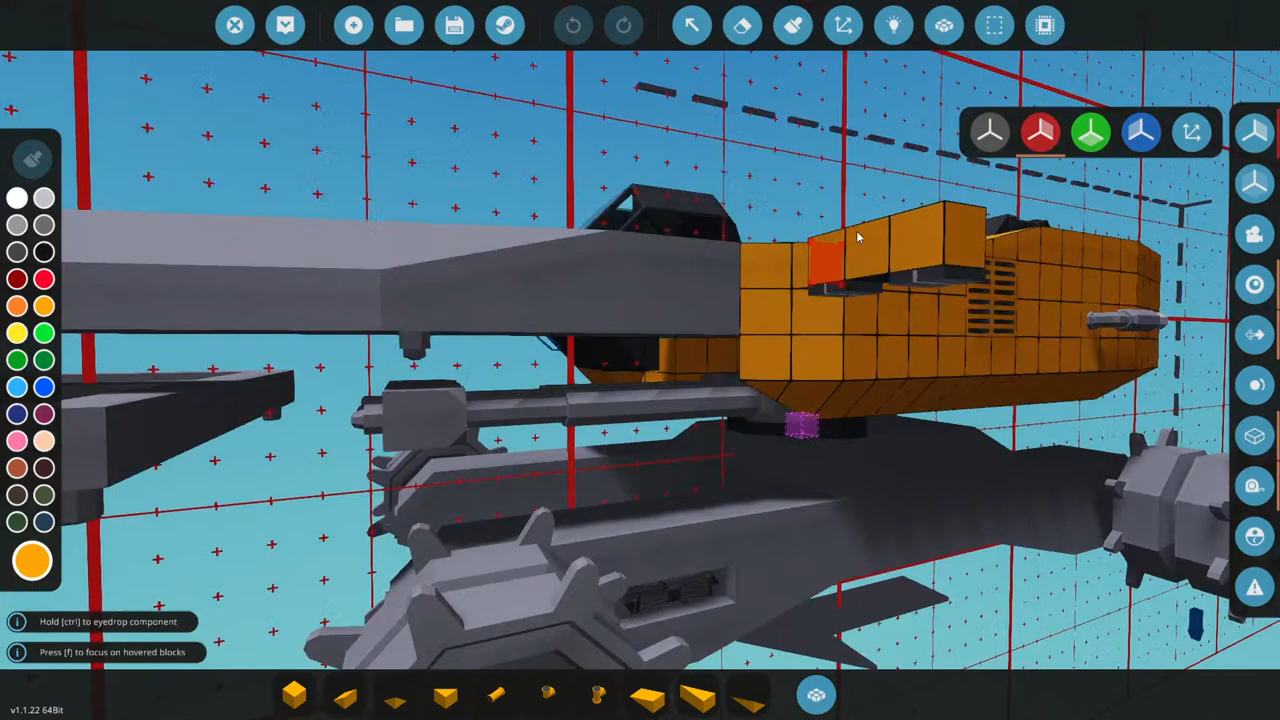 Hold [ctrl] to eyedrop component
Press [f] to focus on hovered blocks
v1.1.22 64Bit